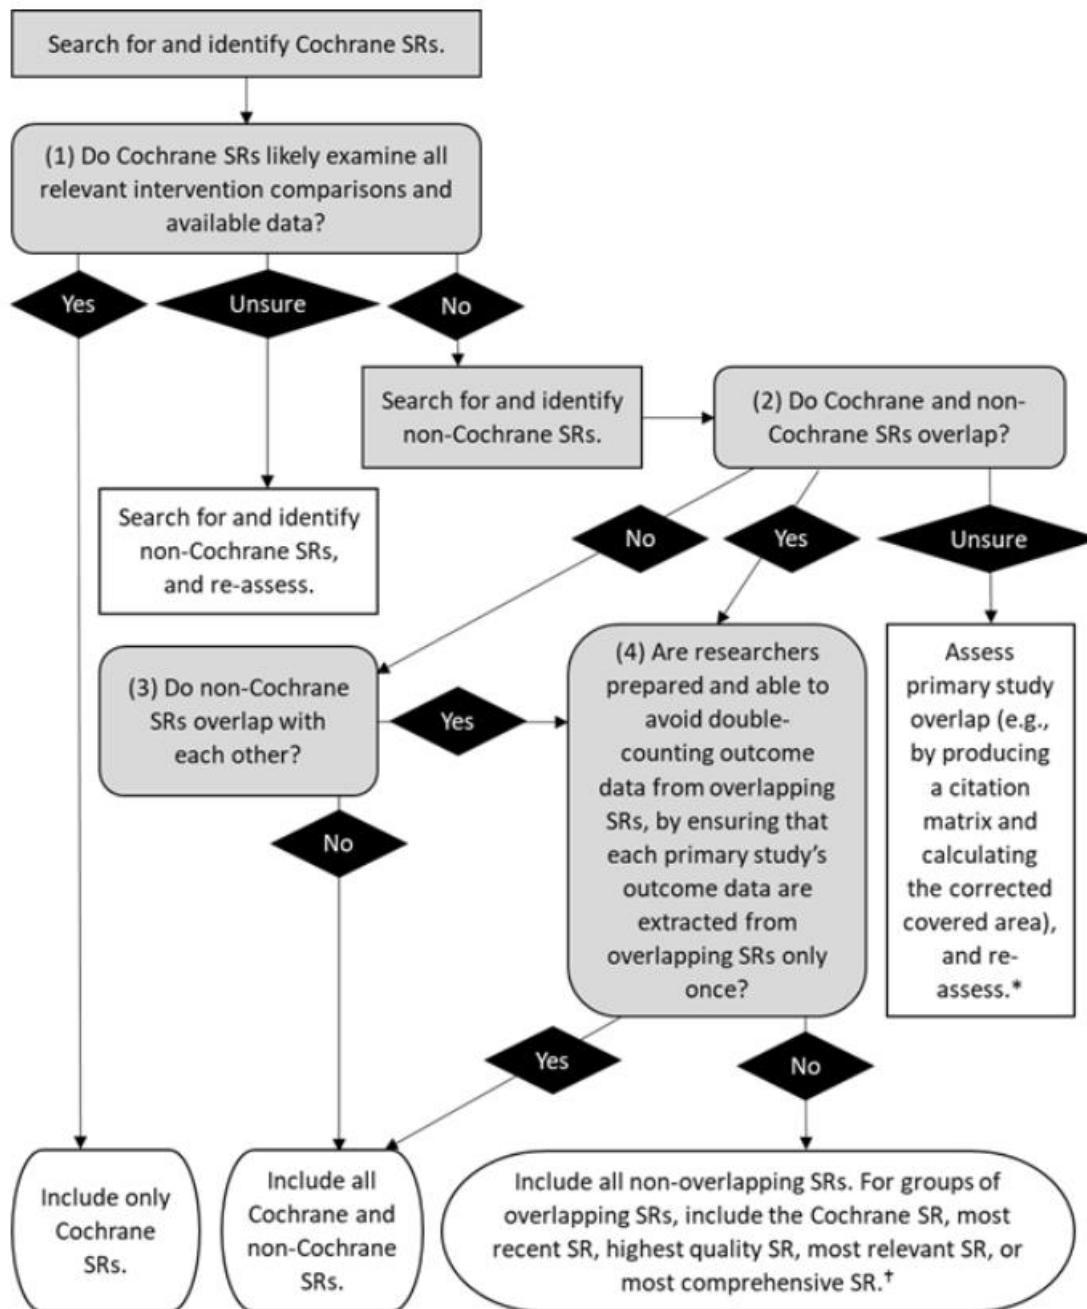 Search for and identify Cochrane SRs.
(1) Do Cochrane SRs likely examine all
relevant intervention comparisons and
available data?
Yes
Unsure
No
Search for and identify
non-Cochrane SRs.
(2) Do Cochrane and non-
Cochrane SRs overlap?
Search for and identify
non-Cochrane SRs,
and re-assess.
No
Yes
Unsure
(3) Do non-Cochrane
SRs overlap with
each other?
Yes
No
(4) Are researchers
prepared and able to
avoid double-
counting outcome
data from overlapping
SRs, by ensuring that
each primary study’s
outcome data are
extracted from
overlapping SRs only
once?
Assess
primary study
overlap (e.g.,
by producing
a citation
matrix and
calculating
the corrected
covered area),
and re-
assess.*
Yes
No
Include only
Cochrane
SRs.
Include all
Cochrane and
non-Cochrane
SRs.
Include all non-overlapping SRs. For groups of
overlapping SRs, include the Cochrane SR, most
recent SR, highest quality SR, most relevant SR, or
most comprehensive SR.†